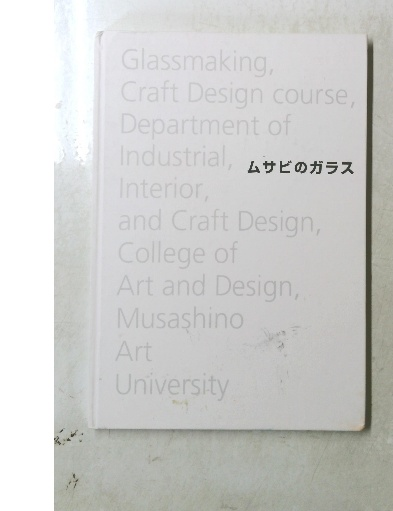 Glassmaking,
Craft Design course,
Department of
Industrial,
ムサビのガラス
Interior,
and Craft Design,
College of
Art and Design,
Musashino
Art
University